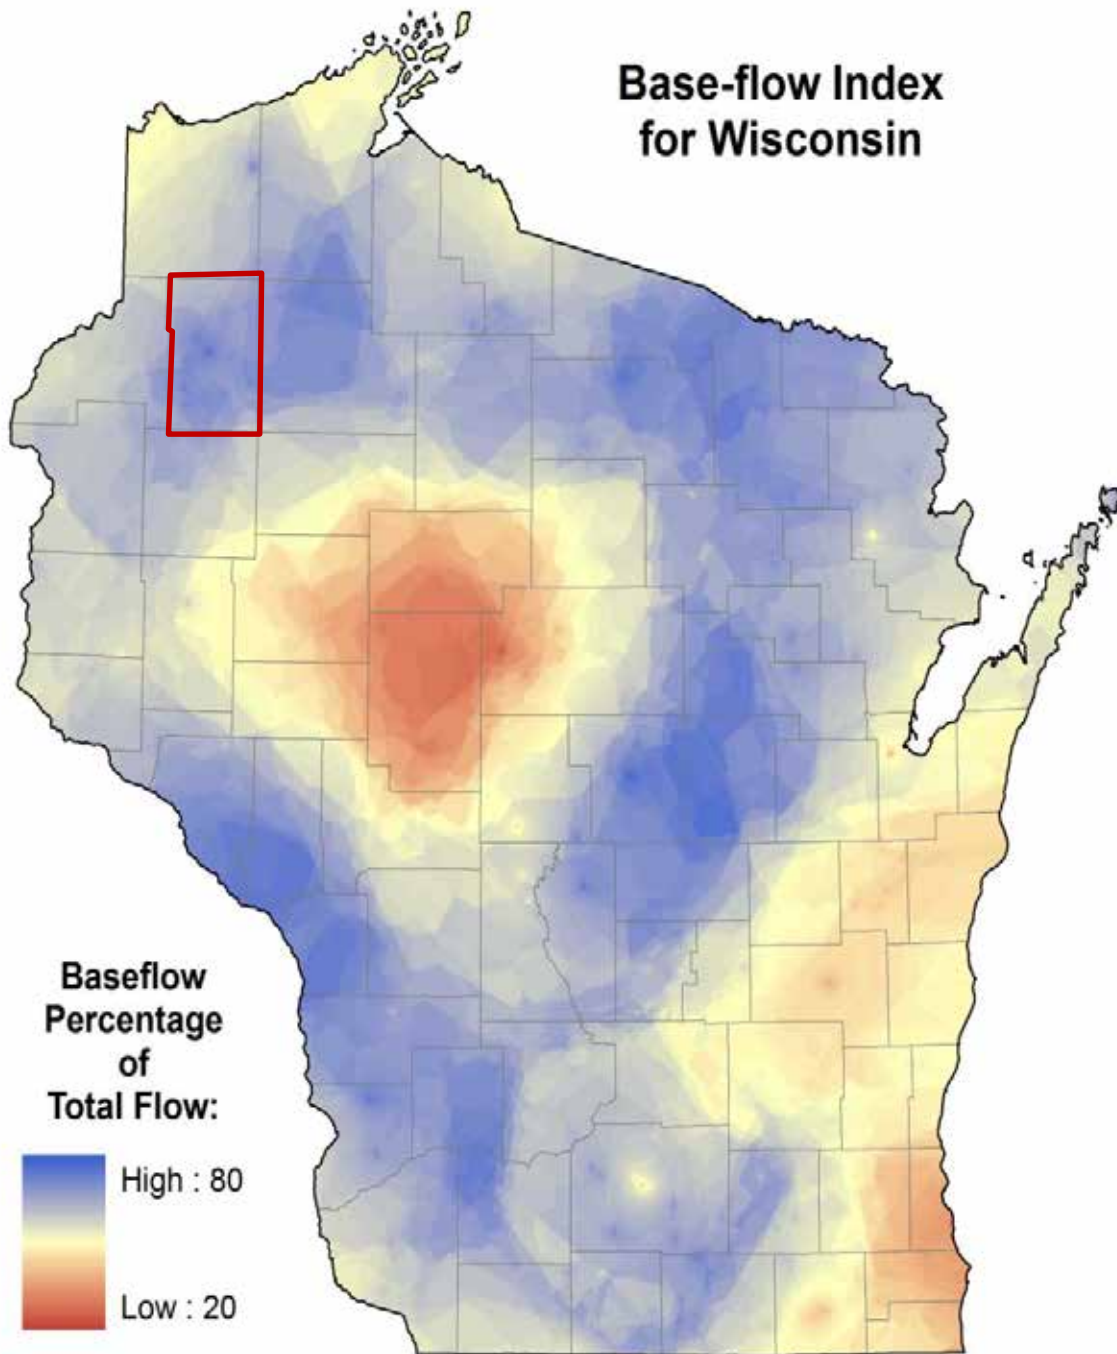 Base-flow Index
for Wisconsin
Baseflow
Percentage
of
Total Flow:
High : 80
Low : 20